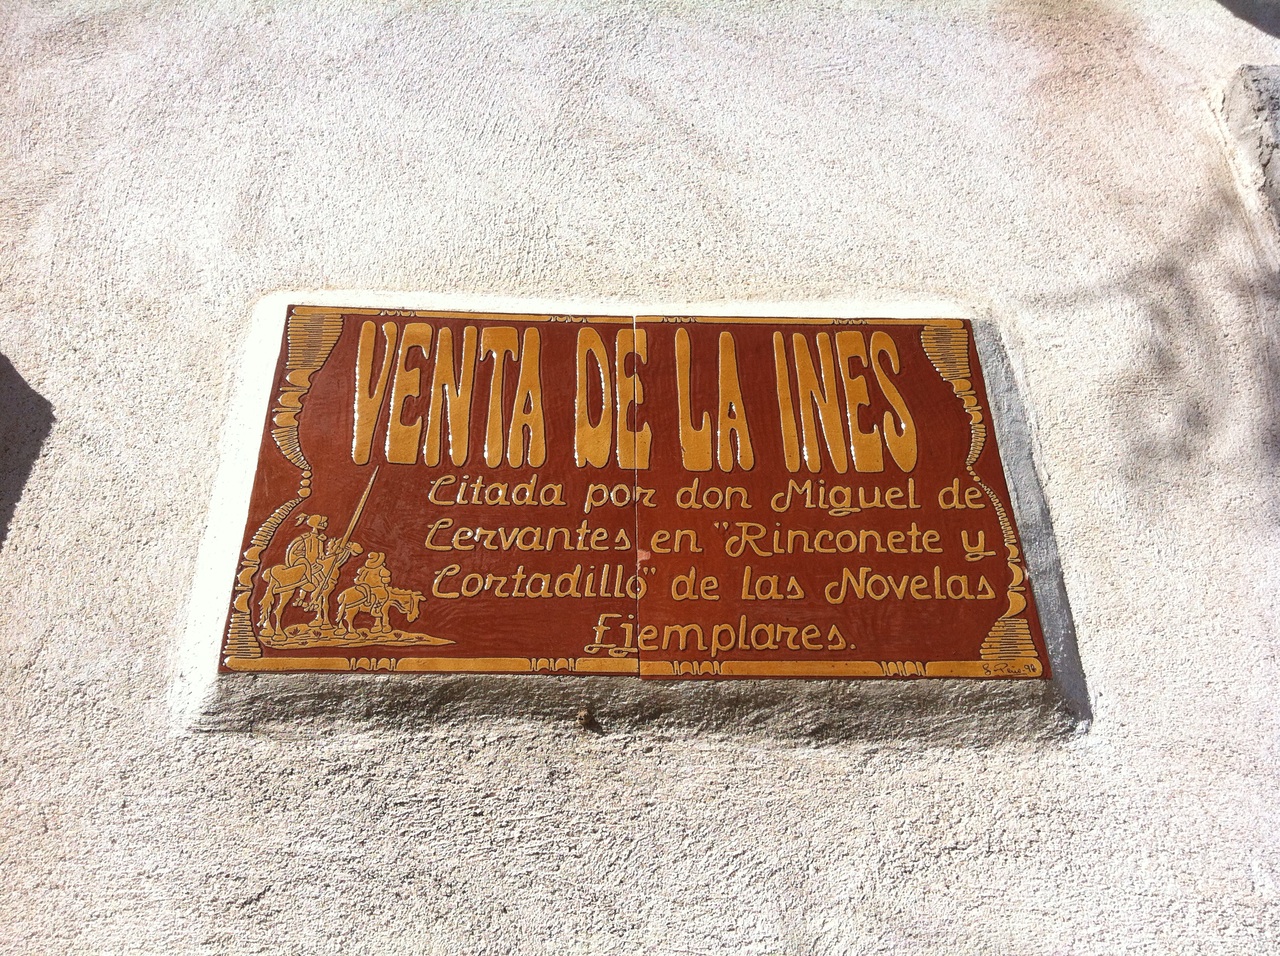 VENTA DE LA INES
Citada por don Miguel de
Cervantes en "Rinconete y
Cortadillo" de las Novelas
Ejemplares.